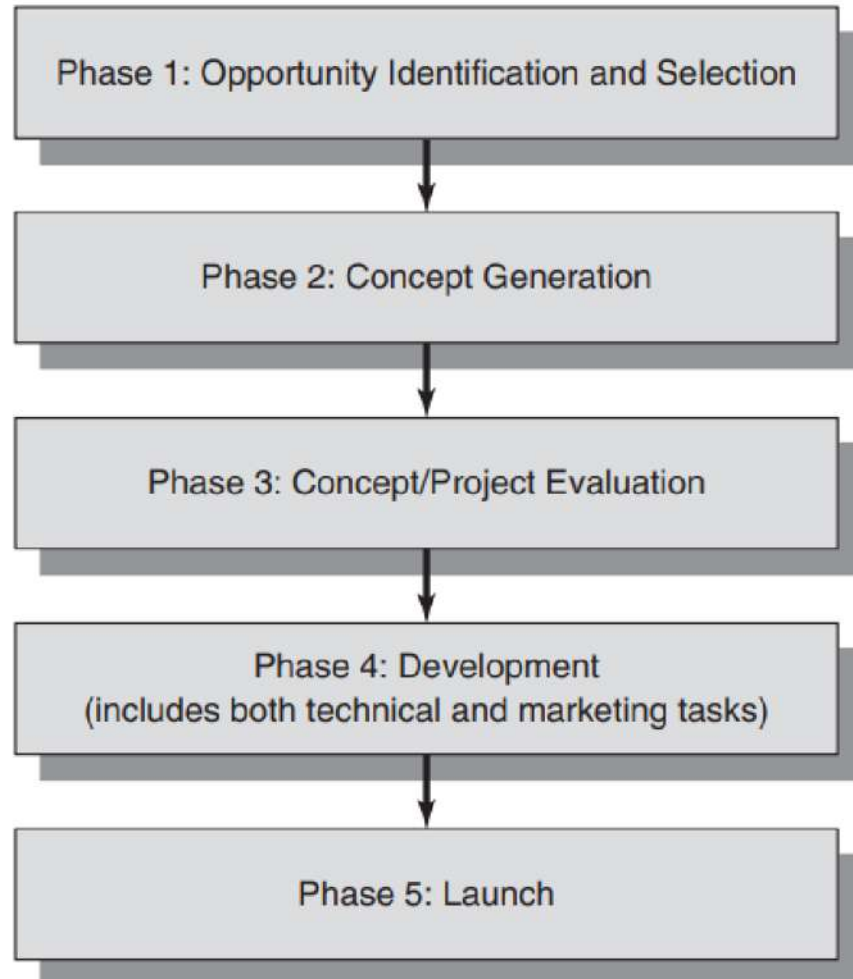 Phase 1: Opportunity Identification and Selection
Phase 2: Concept Generation
Phase 3: Concept/Project Evaluation
Phase 4: Development
(includes both technical and marketing tasks)
Phase 5: Launch